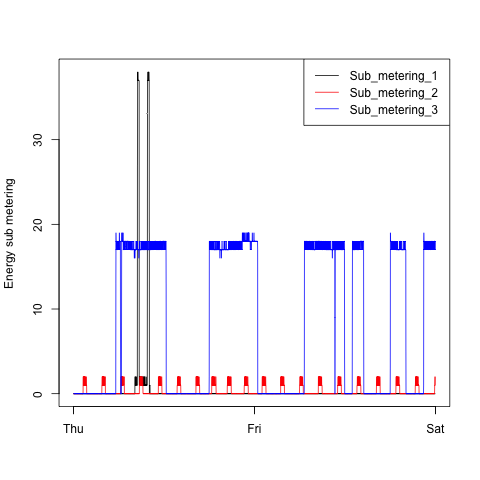 Sub_metering_1
Sub_metering_2
Sub_metering_3
Energy sub metering
30
20
10
0
Thu Fri Sat